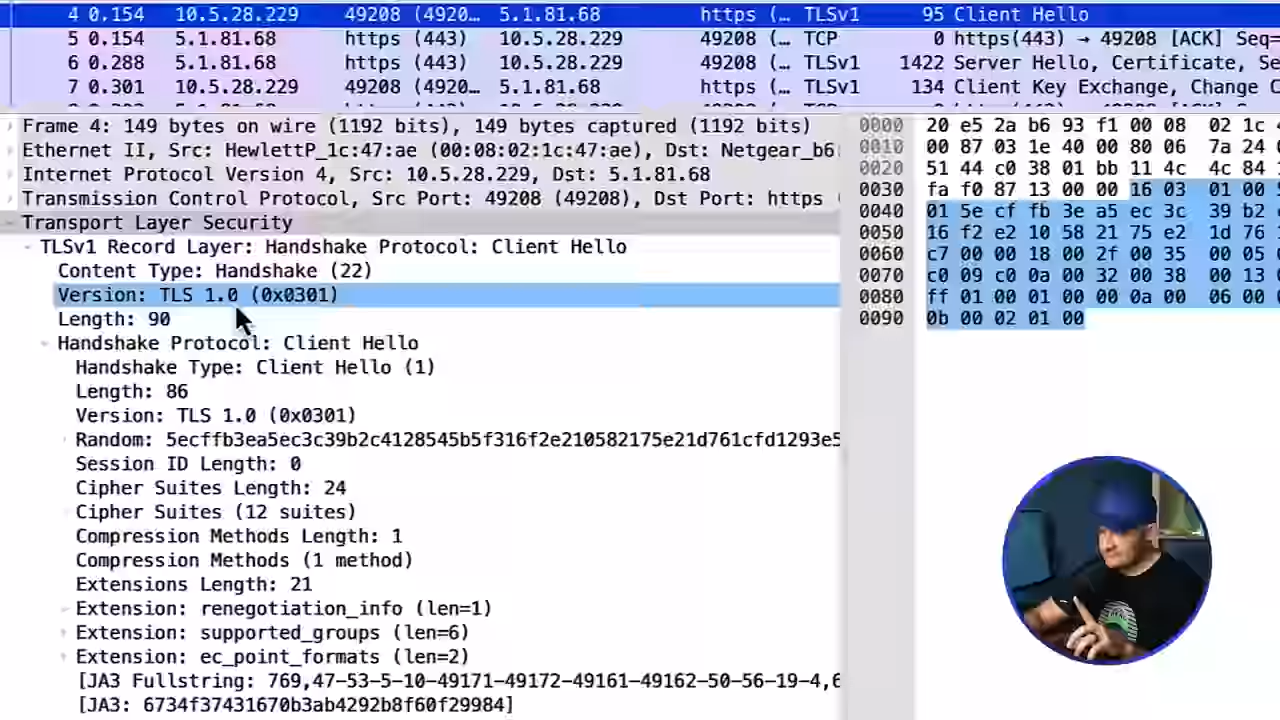 4 0.154 10.5.28.229 49208 (4920… 5.1.81.68 https (… TLSv1 95 Client Hello
5 0.154 5.1.81.68 https (443) 10.5.28.229 49208 (… TCP 0 https(443) → 49208 [ACK] Seq=
6 0.288 5.1.81.68 https (443) 10.5.28.229 49208 (… TLSv1 1422 Server Hello, Certificate, Se
7 0.301 10.5.28.229 49208 (4920… 5.1.81.68 https (… TLSv1 134 Client Key Exchange, Change C
Frame 4: 149 bytes on wire (1192 bits), 149 bytes captured (1192 bits)
Ethernet II, Src: HewlettP_1c:47:ae (00:08:02:1c:47:ae), Dst: Netgear_b6
Internet Protocol Version 4, Src: 10.5.28.229, Dst: 5.1.81.68
Transmission Control Protocol, Src Port: 49208 (49208), Dst Port: https
Transport Layer Security
TLSv1 Record Layer: Handshake Protocol: Client Hello
Content Type: Handshake (22)
Version: TLS 1.0 (0x0301)
Length: 90
Handshake Protocol: Client Hello
Handshake Type: Client Hello (1)
Length: 86
Version: TLS 1.0 (0x0301)
Random: 5ecffb3ea5ec3c39b2c4128545b5f316f2e210582175e21d761cfd1293e5
Session ID Length: 0
Cipher Suites Length: 24
Cipher Suites (12 suites)
Compression Methods Length: 1
Compression Methods (1 method)
Extensions Length: 21
Extension: renegotiation_info (len=1)
Extension: supported_groups (len=6)
Extension: ec_point_formats (len=2)
[JA3 Fullstring: 769,47-53-5-10-49171-49172-49161-49162-50-56-19-4,
[JA3: 6734f37431670b3ab4292b8f60f29984]
0000 20 e5 2a b6 93 f1 00 08 02 1c
0010 00 87 03 1e 40 00 80 06 7a 24
0020 51 44 c0 38 01 bb 11 4c 4c 84
0030 fa f0 87 13 00 00 16 03 01 00
0040 01 5e cf fb 3e a5 ec 3c 39 b2
0050 16 f2 e2 10 58 21 75 e2 1d 76
0060 c7 00 00 18 00 2f 00 35 00 05
0070 c0 09 c0 0a 00 32 00 38 00 13
0080 ff 01 00 01 00 00 0a 00 06 00
0090 0b 00 02 01 00